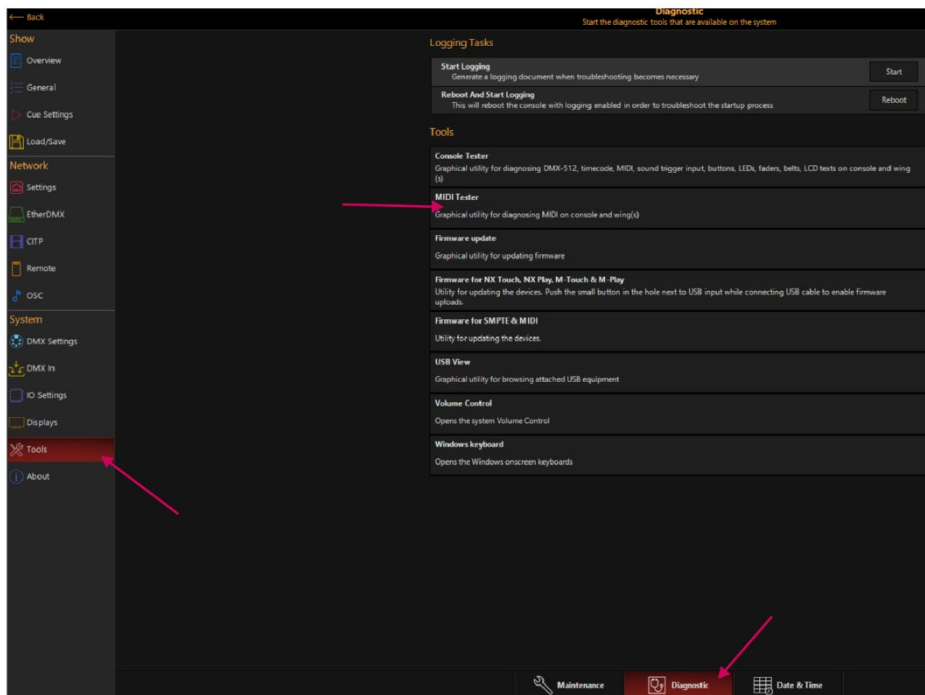 Back
Diagnostic
Start the diagnostic tools that are available on the system
Show
Overview
General
Cue Settings
Load/Save
Network
Settings
EtherDMX
CITP
Remote
OSC
System
DMX Settings
DMX In
IO Settings
Displays
Tools
About
Logging Tasks
Start Logging
Generate a logging document when troubleshooting becomes necessary
Start
Reboot And Start Logging
This will reboot the console with logging enabled in order to troubleshoot the startup process
Reboot
Tools
Console Tester
Graphical utility for diagnosing DMX-512, timecode, MIDI, sound trigger input, buttons, LEDs, faders, belts, LCD texts on console and wing
(s)
MIDI Tester
Graphical utility for diagnosing MIDI on console and wing(s)
Firmware update
Graphical utility for updating firmware
Firmware for NX Touch, NX Play, M-Touch & M-Play
Utility for updating the devices. Push the small button in the hole next to USB input while connecting USB cable to enable firmware
uploads.
Firmware for SMPTE & MIDI
Utility for updating the devices.
USB View
Graphical utility for browsing attached USB equipment
Volume Control
Opens the system Volume Control
Windows keyboard
Opens the Windows onscreen keyboards
Maintenance
Diagnostic
Date & Time